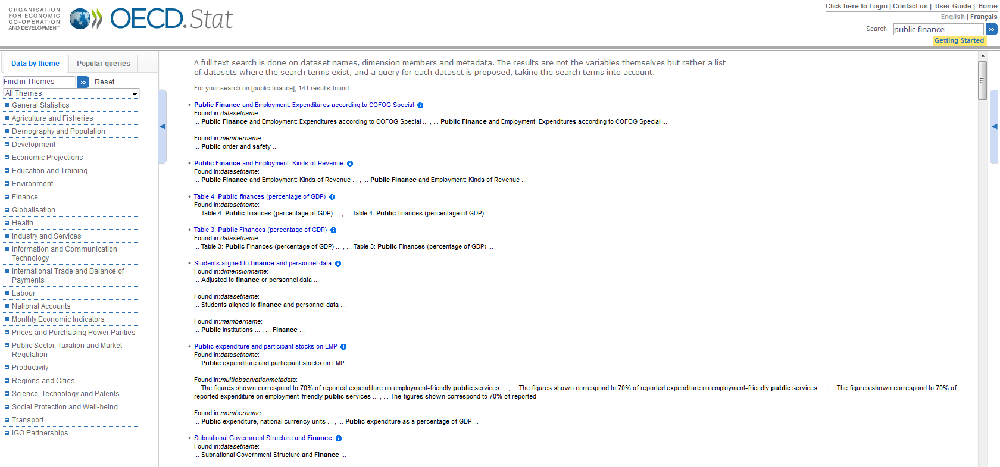 ORGANISATION
FOR ECONOMIC
CO-OPERATION
AND DEVELOPMENT
OECD.Stat
Click here to Login | Contact us | User Guide | Home
English | Français
Search public finance »
Getting Started
Data by theme Popular queries
Find in Themes » Reset
All Themes
General Statistics
Agriculture and Fisheries
Demography and Population
Development
Economic Projections
Education and Training
Environment
Finance
Globalisation
Health
Industry and Services
Information and Communication
Technology
International Trade and Balance of
Payments
Labour
National Accounts
Monthly Economic Indicators
Prices and Purchasing Power Parities
Public Sector, Taxation and Market
Regulation
Productivity
Regions and Cities
Science, Technology and Patents
Social Protection and Well-being
Transport
IGO Partnerships
A full text search is done on dataset names, dimension members and metadata. The results are not the variables themselves but rather a list
of datasets where the search terms exist, and a query for each dataset is proposed, taking the search terms into account.
For your search on [public finance], 141 results found.
• Public Finance and Employment: Expenditures according to COFOG Special
Found in:datasetname:
... Public Finance and Employment: Expenditures according to COFOG Special ... , ... Public Finance and Employment: Expenditures according to COFOG Special ...
Found in:membername:
... Public order and safety ...
• Public Finance and Employment: Kinds of Revenue
Found in:datasetname:
... Public Finance and Employment: Kinds of Revenue ... , ... Public Finance and Employment: Kinds of Revenue ...
• Table 4: Public finances (percentage of GDP)
Found in:datasetname:
... Table 4: Public finances (percentage of GDP) ... , ... Table 4: Public finances (percentage of GDP) ...
• Table 3: Public Finances (percentage of GDP)
Found in:datasetname:
... Table 3: Public Finances (percentage of GDP) ... , ... Table 3: Public Finances (percentage of GDP) ...
• Students aligned to finance and personnel data
Found in:dimensionname:
... Adjusted to finance or personnel data ...
Found in:datasetname:
... Students aligned to finance and personnel data ...
Found in:membername:
... Public institutions ... , ... Finance ...
• Public expenditure and participant stocks on LMP
Found in:datasetname:
... Public expenditure and participant stocks on LMP ...
Found in:multiobservationmetadata:
... The figures shown correspond to 70% of reported expenditure on employment-friendly public services ... , ... The figures shown correspond to 70% of reported expenditure on employment-friendly public services ... , ... The figures shown correspond to 70% of
reported expenditure on employment-friendly public services ... , ... The figures shown correspond to 70% of reported
Found in:membername:
... Public expenditure, national currency units ... , ... Public expenditure as a percentage of GDP ...
• Subnational Government Structure and Finance
Found in:datasetname:
... Subnational Government Structure and Finance ...